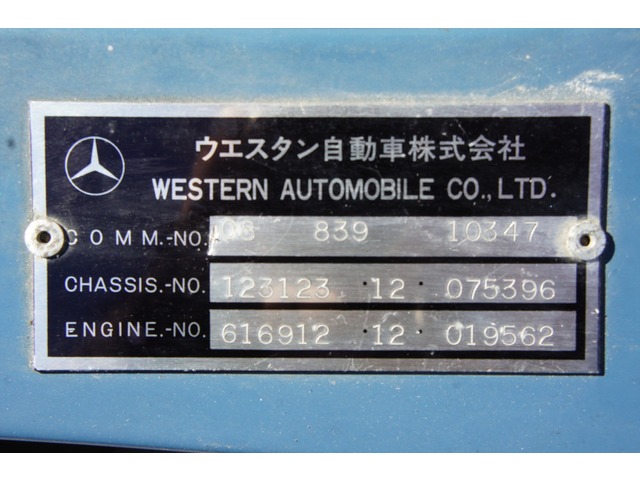 ウエスタン自動車株式会社
WESTERN AUTOMOBILE CO.,LTD.
COMM.-NO. 08 839 10347
CHASSIS.-NO. 123123 12 075396
ENGINE.-NO. 616912 12 019562